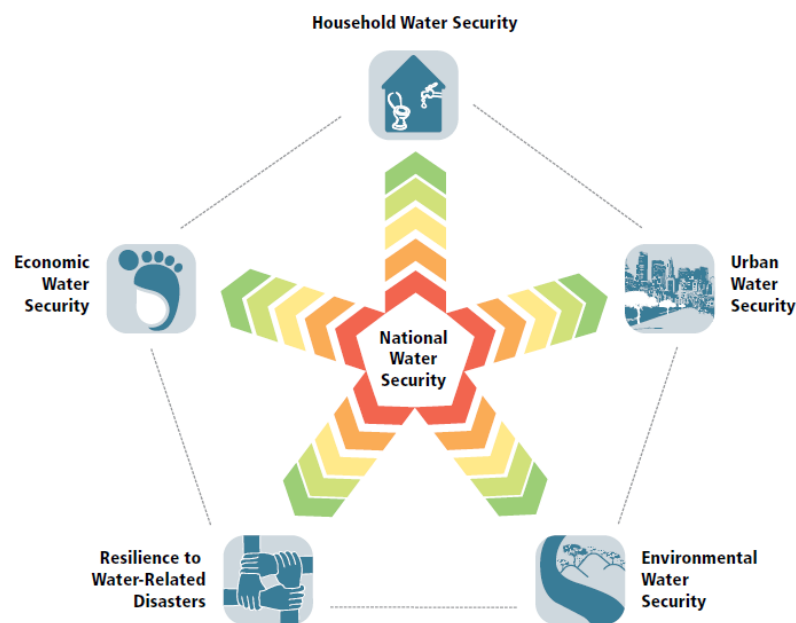 Household Water Security
Economic
Water
Security
Urban
Water
Security
National
Water
Security
Resilience to
Water-Related
Disasters
Environmental
Water
Security